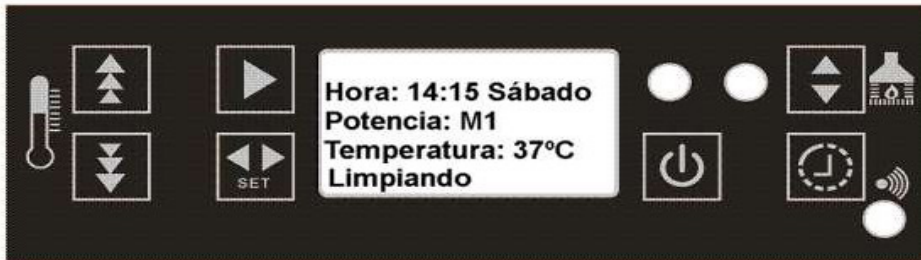 Hora: 14:15 Sábado
Potencia: M1
Temperatura: 37ºC
Limpiando
SET